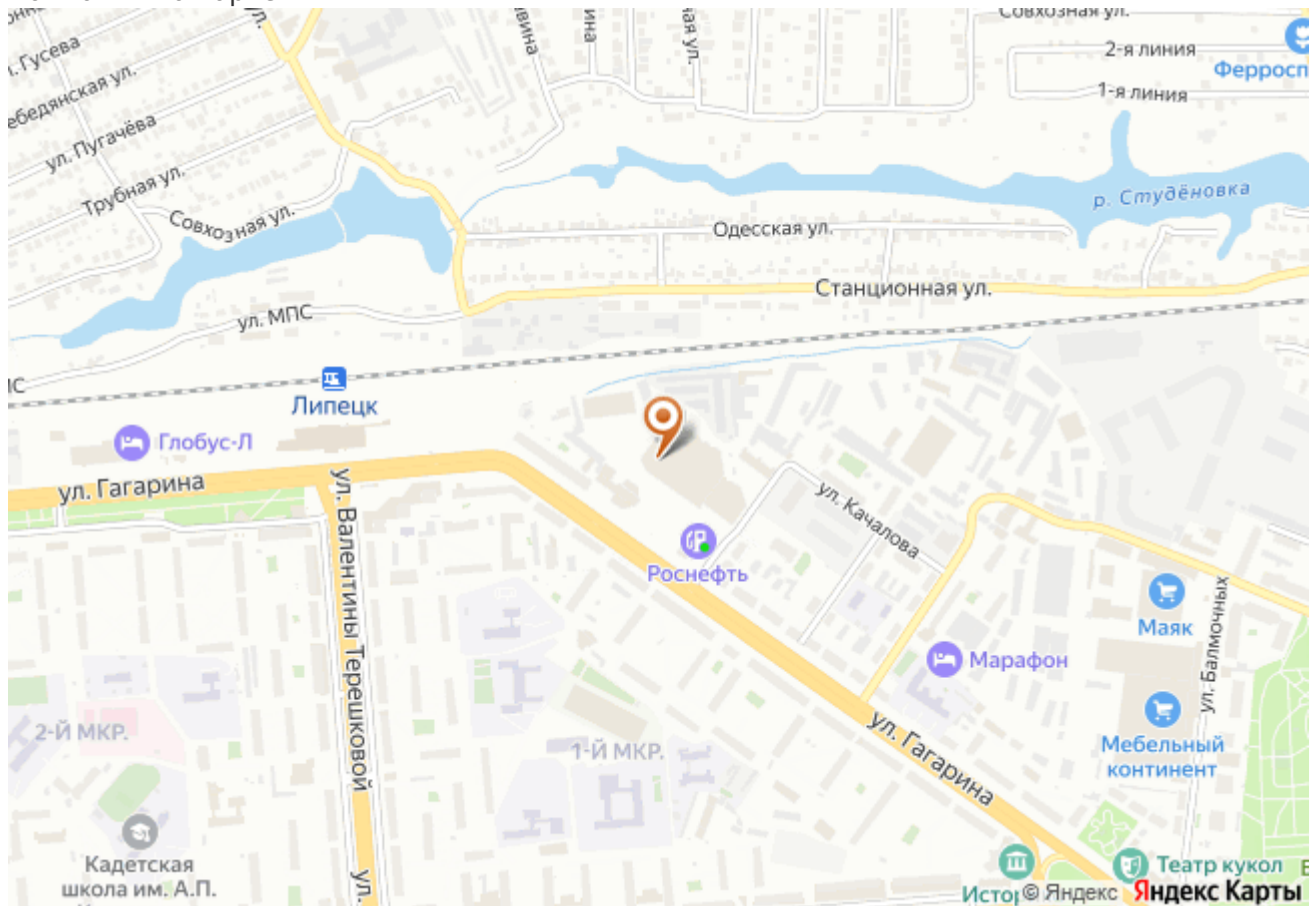 Совхозная ул.
2-я линия
1-я линия
Ферросп
Гусева
ул. Пугачёва
Трубная ул.
Совхозная ул.
р. Студёновка
Одесская ул.
Станционная ул.
ул. МПС
Липецк
Глобус-Л
ул. Гагарина
ул. Валентины Терешковой
ул. Качалова
Роснефть
Маяк
Марафон
ул. Балмочных
2-Й МКР.
1-Й МКР.
ул. Гагарина
Мебельный
континент
Кадетская
школа им. А.П.
ул.
Театр кукол
Истор
© Яндекс Яндекс Карты